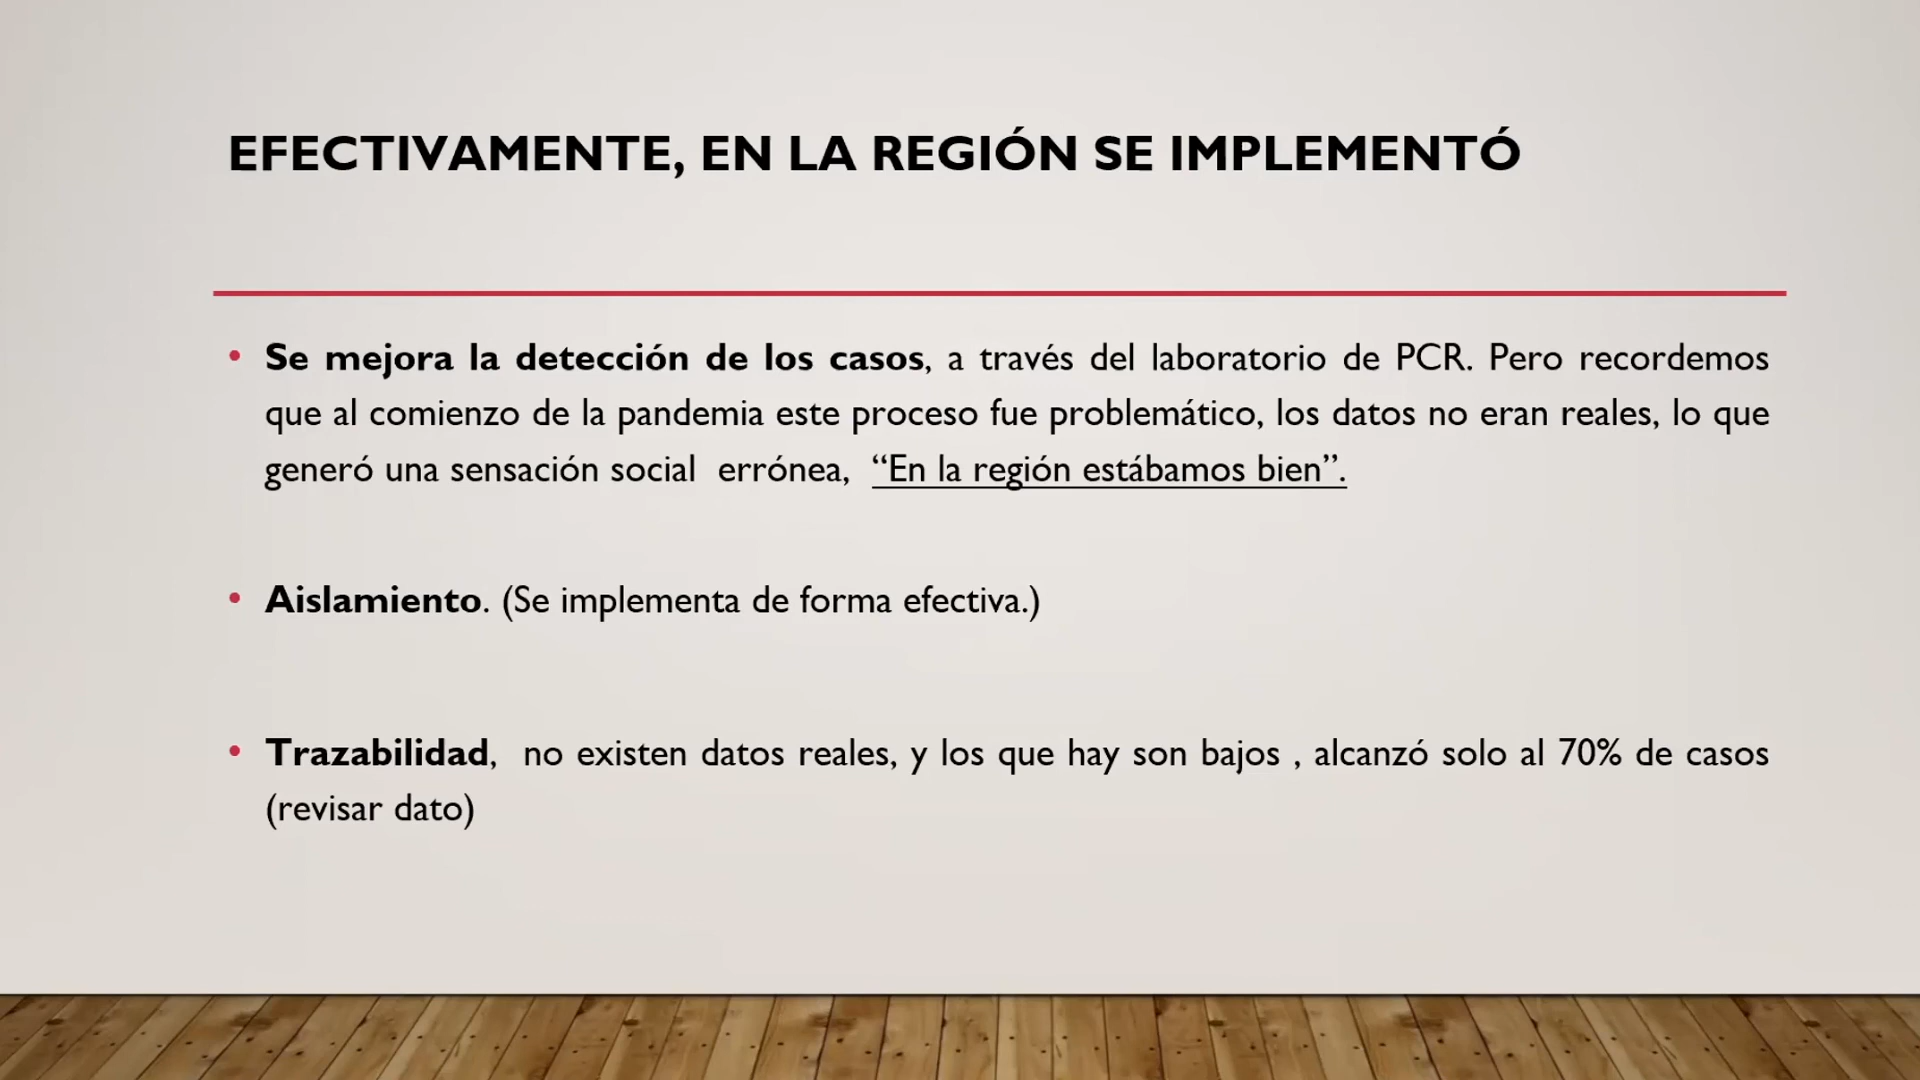 EFECTIVAMENTE, EN LA REGIÓN SE IMPLEMENTÓ
• Se mejora la detección de los casos, a través del laboratorio de PCR. Pero recordemos
que al comienzo de la pandemia este proceso fue problemático, los datos no eran reales, lo que
generó una sensación social errónea, “En la región estábamos bien”.
• Aislamiento. (Se implementa de forma efectiva.)
• Trazabilidad, no existen datos reales, y los que hay son bajos , alcanzó solo al 70% de casos
(revisar dato)